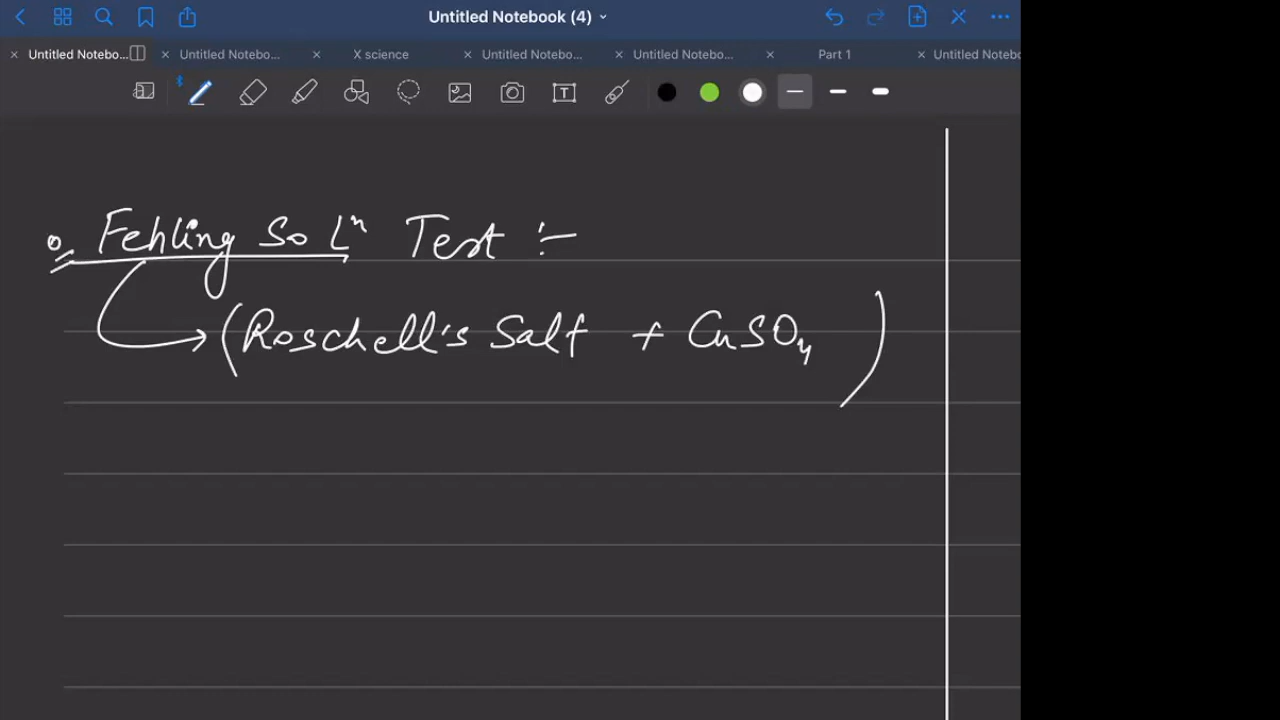 Untitled Notebook (4)
Untitled Notebo... Untitled Notebo... X science Untitled Notebo... Untitled Notebo... Part 1 Untitled Notebo
Fehling Solⁿ Test :-
(Roschell's Salt + CuSO₄)